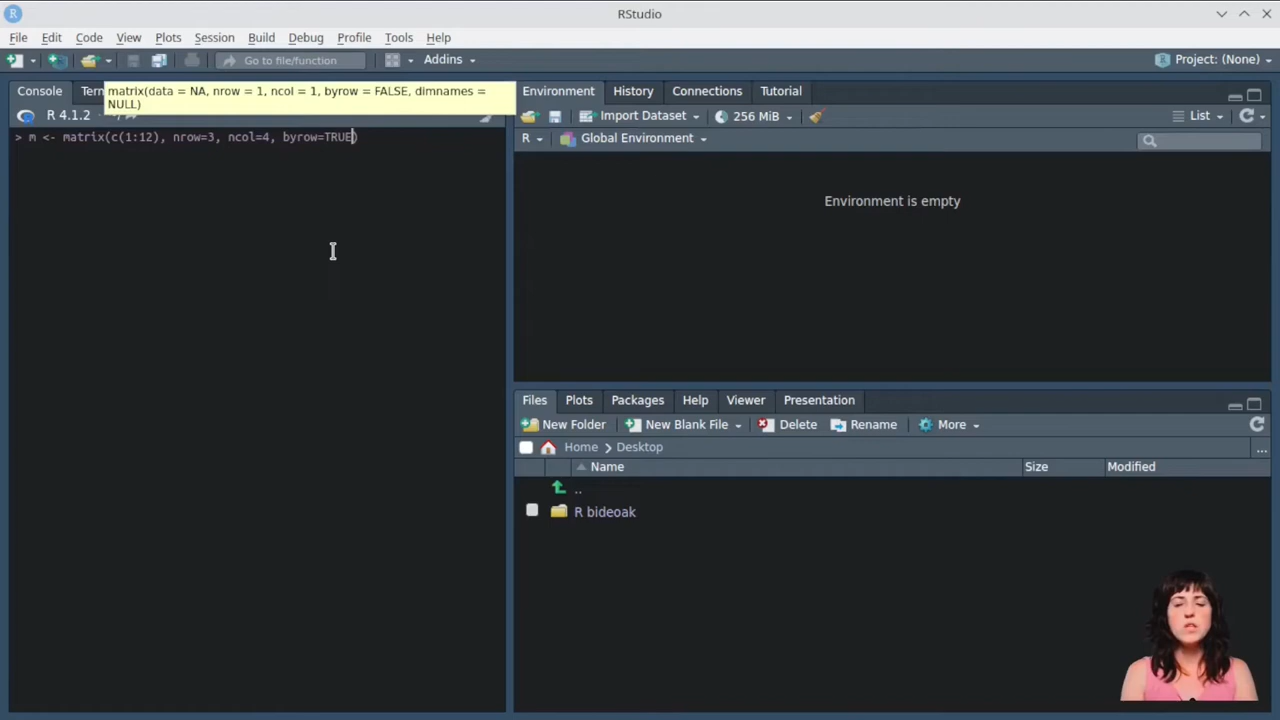 RStudio
File Edit Code View Plots Session Build Debug Profile Tools Help
Go to file/function Addins Project: (None)
Console
matrix(data = NA, nrow = 1, ncol = 1, byrow = FALSE, dimnames =
NULL)
R 4.1.2
> m <- matrix(c(1:12), nrow=3, ncol=4, byrow=TRUE)
Environment History Connections Tutorial
Import Dataset 256 MiB List
R Global Environment
Environment is empty
Files Plots Packages Help Viewer Presentation
New Folder New Blank File Delete Rename More
Home Desktop ...
Name Size Modified
..
R bideoak